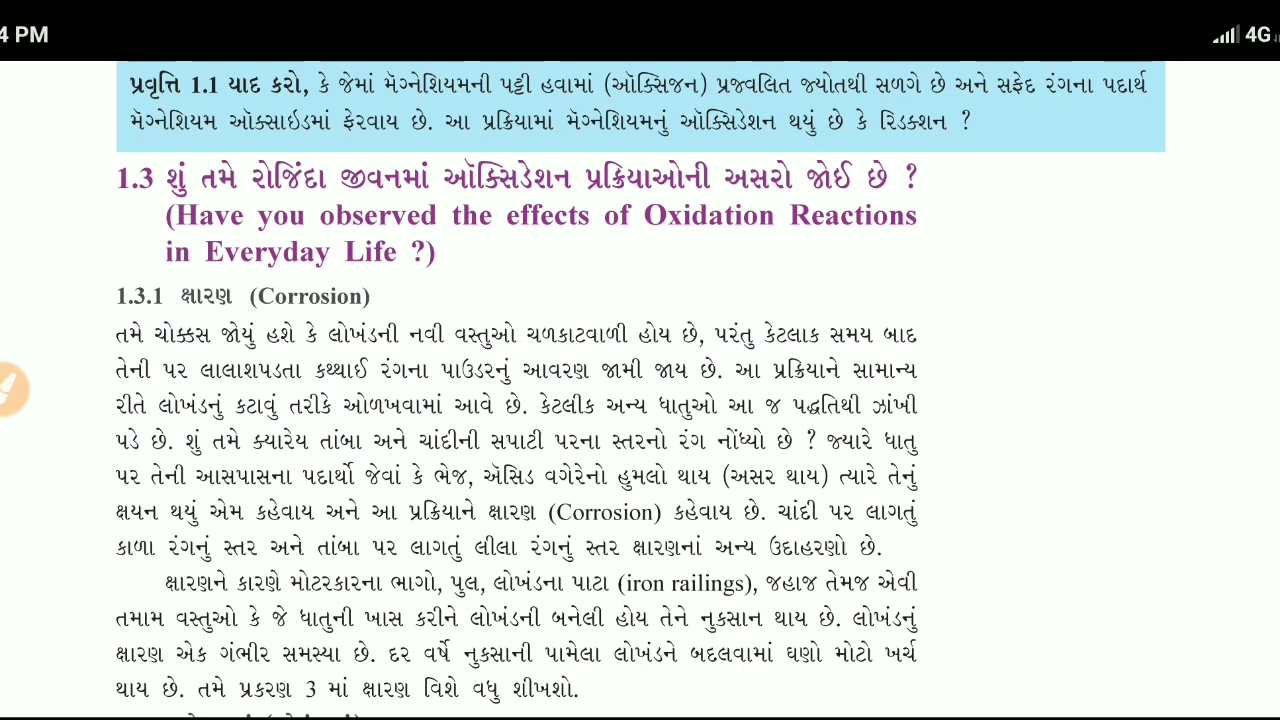 4 PM
4G
પ્રવૃત્તિ 1.1 યાદ કરો, કે જેમાં મૅગ્નેશિયમની પટ્ટી હવામાં (ઑક્સિજન) પ્રજ્વલિત જ્યોતથી સળગે છે અને સફેદ રંગના પદાર્થ
મૅગ્નેશિયમ ઑક્સાઇડમાં ફેરવાય છે. આ પ્રક્રિયામાં મૅગ્નેશિયમનું ઑક્સિડેશન થયું છે કે રિડક્શન ?
1.3 શું તમે રોજિંદા જીવનમાં ઑક્સિડેશન પ્રક્રિયાઓની અસરો જોઈ છે ?
(Have you observed the effects of Oxidation Reactions
in Everyday Life ?)
1.3.1 ક્ષારણ (Corrosion)
તમે ચોક્કસ જોયું હશે કે લોખંડની નવી વસ્તુઓ ચળકાટવાળી હોય છે, પરંતુ કેટલાક સમય બાદ
તેની પર લાલાશપડતા કથ્થાઈ રંગના પાઉડરનું આવરણ જામી જાય છે. આ પ્રક્રિયાને સામાન્ય
રીતે લોખંડનું કટાવું તરીકે ઓળખવામાં આવે છે. કેટલીક અન્ય ધાતુઓ આ જ પદ્ધતિથી ઝાંખી
પડે છે. શું તમે ક્યારેય તાંબા અને ચાંદીની સપાટી પરના સ્તરનો રંગ નોંધ્યો છે ? જ્યારે ધાતુ
પર તેની આસપાસના પદાર્થો જેવાં કે ભેજ, ઍસિડ વગેરેનો હુમલો થાય (અસર થાય) ત્યારે તેનું
ક્ષયન થયું એમ કહેવાય અને આ પ્રક્રિયાને ક્ષારણ (Corrosion) કહેવાય છે. ચાંદી પર લાગતું
કાળા રંગનું સ્તર અને તાંબા પર લાગતું લીલા રંગનું સ્તર ક્ષારણનાં અન્ય ઉદાહરણો છે.
ક્ષારણને કારણે મોટરકારના ભાગો, પુલ, લોખંડના પાટા (iron railings), જહાજ તેમજ એવી
તમામ વસ્તુઓ કે જે ધાતુની ખાસ કરીને લોખંડની બનેલી હોય તેને નુકસાન થાય છે. લોખંડનું
ક્ષારણ એક ગંભીર સમસ્યા છે. દર વર્ષે નુકસાની પામેલા લોખંડને બદલવામાં ઘણો મોટો ખર્ચ
થાય છે. તમે પ્રકરણ 3 માં ક્ષારણ વિશે વધુ શીખશો.